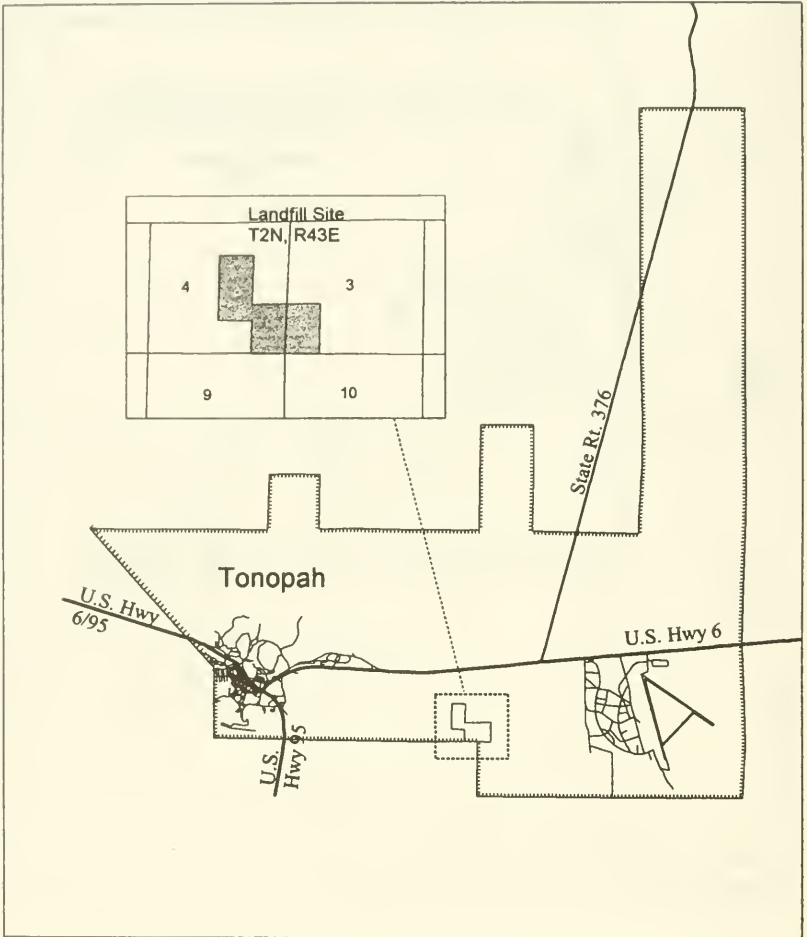 Landfill Site
T2N, R43E
4
3
9
10
State Rt. 376
Tonopah
U.S. Hwy
6/95
U.S. Hwy 6
U.S.
Hwy 95